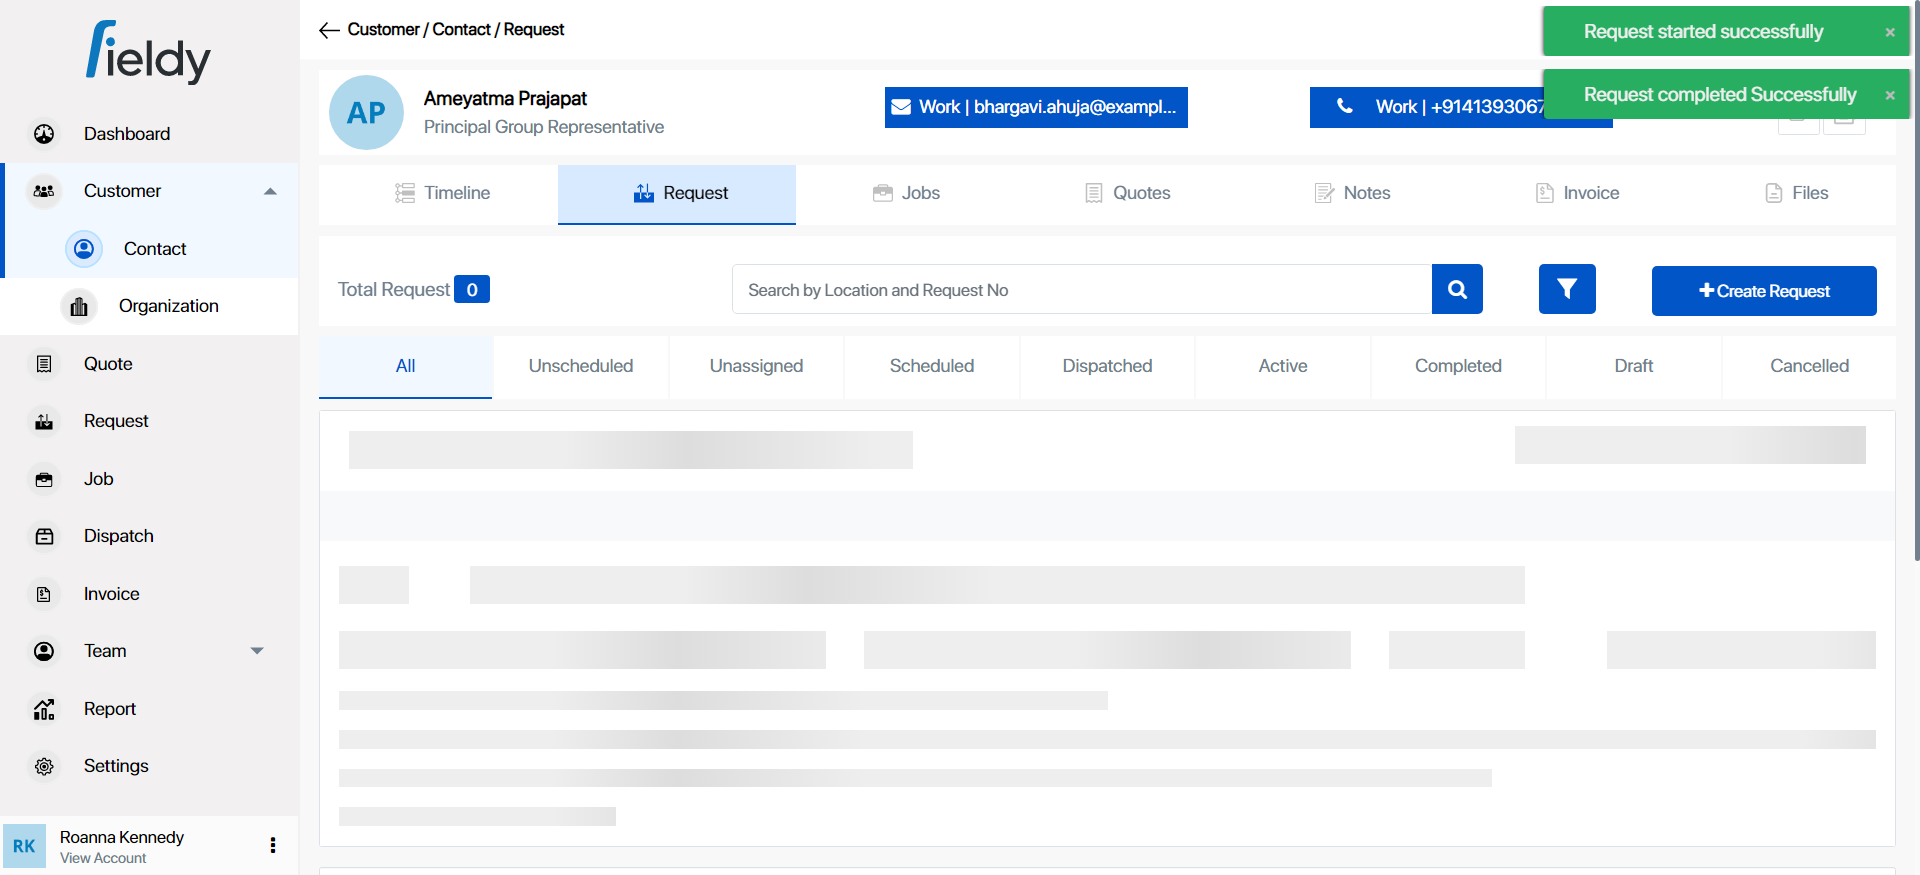 fieldy
Dashboard
Customer
Contact
Organization
Quote
Request
Job
Dispatch
Invoice
Team
Report
Settings
RK
Roanna Kennedy
View Account
Customer / Contact / Request
Request started successfully
×
Request completed Successfully
×
AP
Ameyatma Prajapat
Principal Group Representative
Work | bhargavi.ahuja@exampl...
Work | +914139306
Timeline
Request
Jobs
Quotes
Notes
Invoice
Files
Total Request 0
Search by Location and Request No
Create Request
All
Unscheduled
Unassigned
Scheduled
Dispatched
Active
Completed
Draft
Cancelled